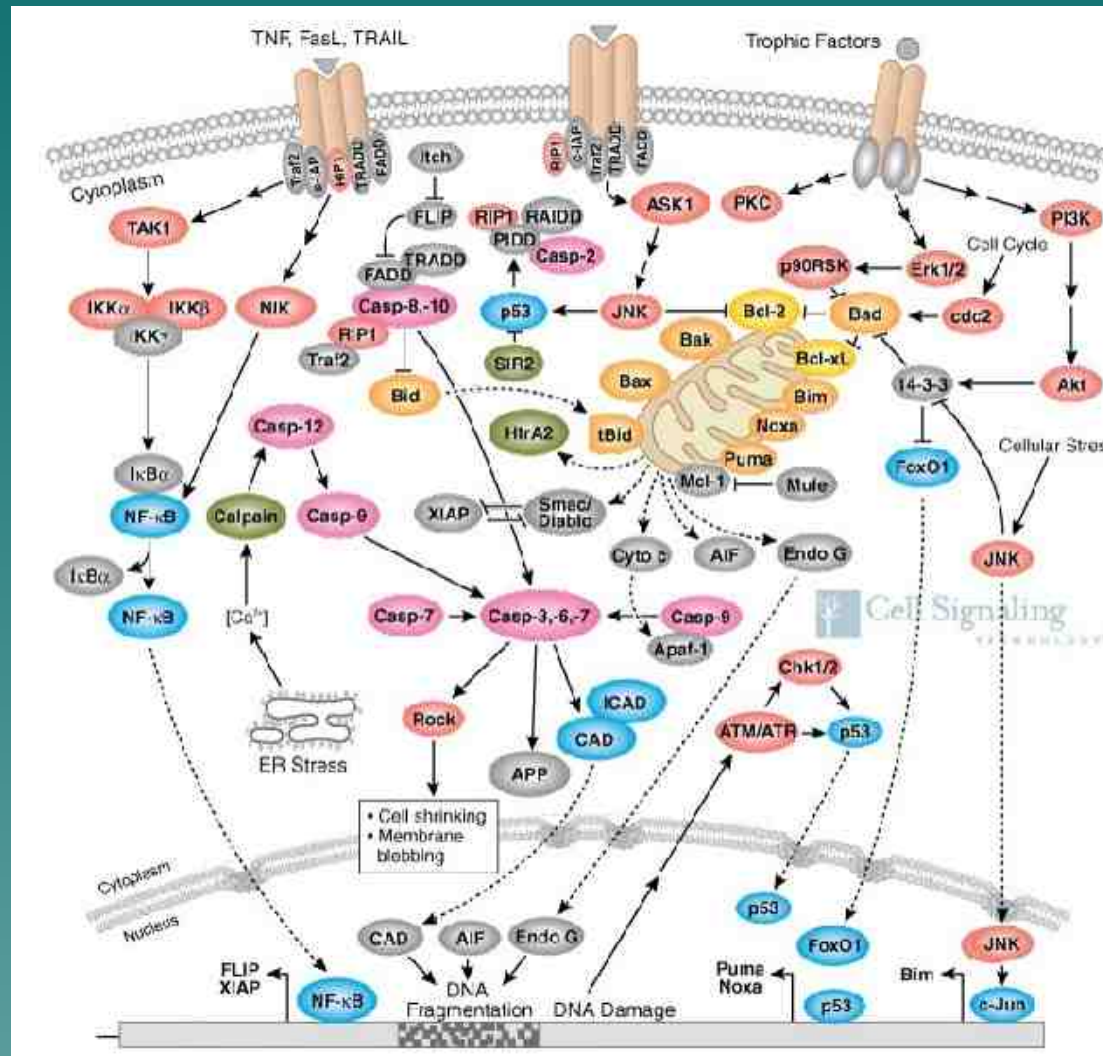 TNF, FasL, TRAIL
Trophic Factors
Cytoplasm
Traf2
c-IAP
RIP1
TRADD
FADD
RIP1
c-IAP
Traf2
TRADD
FADD
Itch
FLIP
TRADD
FADD
Casp-8,-10
RIP1
Traf2
Bid
RIP1
RAIDD
PIDD
Casp-2
p53
SIR2
ASK1
JNK
PKC
PI3K
Cell Cycle
p90RSK
Erk1/2
cdc2
Bad
Bcl-2
Bcl-xL
Bak
Bax
Bim
Noxa
Puma
tBid
HtrA2
Mcl-1
Mule
14-3-3
Akt
FoxO1
Cellular Stress
JNK
TAK1
IKKα
IKKβ
IKKγ
NIK
IκBα
NF-κB
IκBα
NF-κB
Casp-12
Calpain
Casp-9
[Ca²⁺]
ER Stress
XIAP
Smac/
Diablo
Cyto c
AIF
Endo G
Casp-7
Casp-3,-6,-7
Casp-9
Apaf-1
Cell Signaling
TECHNOLOGY
Rock
APP
ICAD
CAD
ATM/ATR
Chk1/2
p53
• Cell shrinking
• Membrane
blebbing
Cytoplasm
Nucleus
CAD
AIF
Endo G
DNA
Fragmentation
DNA Damage
FLIP
XIAP
NF-κB
p53
FoxO1
Puma
Noxa
p53
JNK
Bim
c-Jun